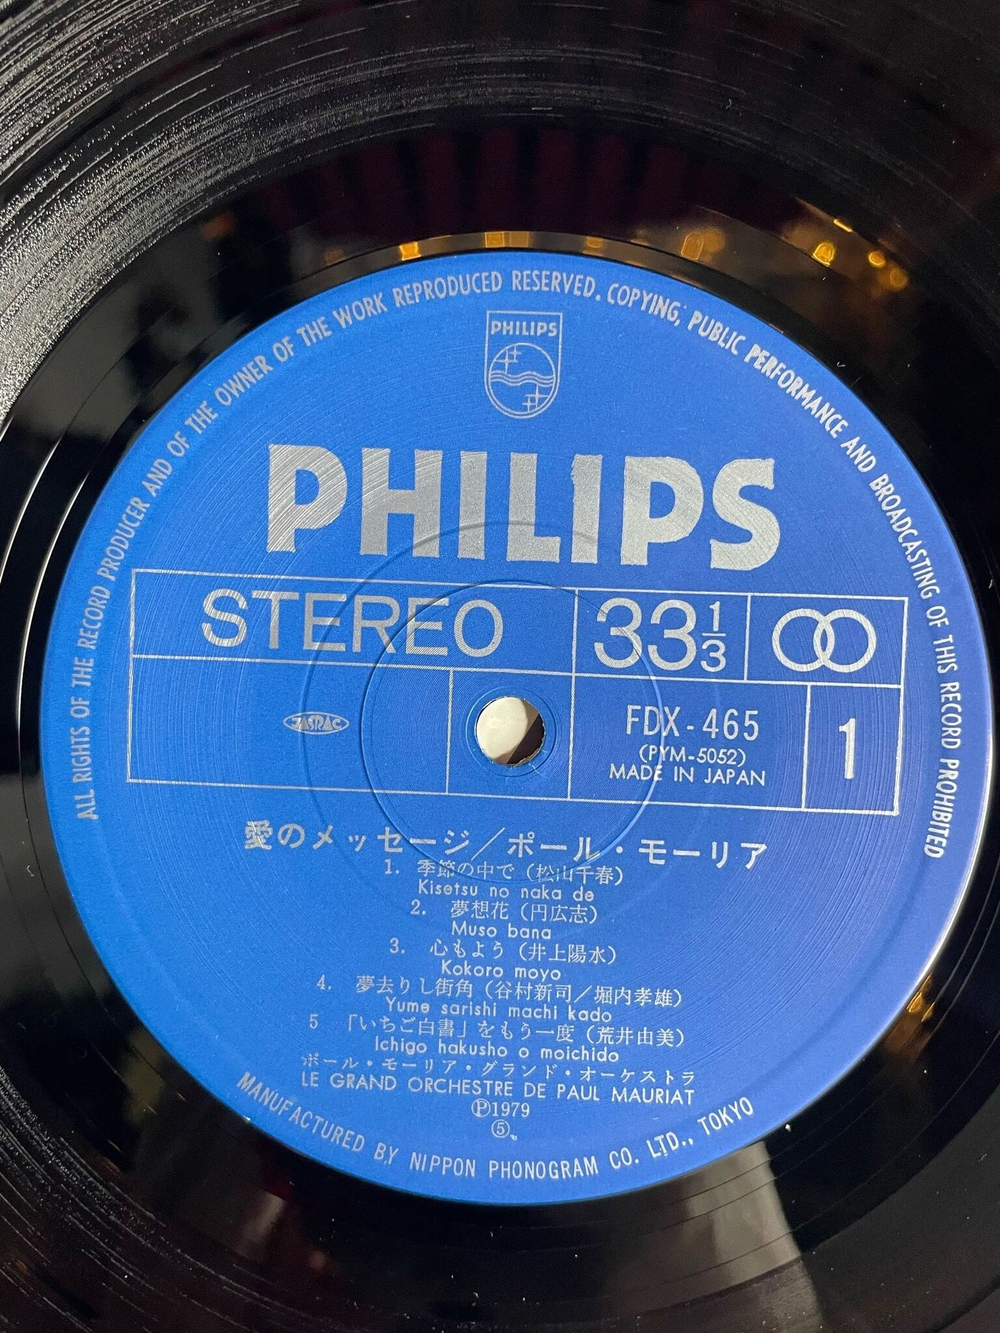 ALL RIGHTS OF THE RECORD PRODUCER AND OF THE OWNER OF THE WORK REPRODUCED RESERVED. COPYING, PUBLIC PERFORMANCE AND BROADCASTING OF THIS RECORD PROHIBITED
PHILIPS
PHILIPS
STEREO
33 1/3
JASRAC
FDX-465
(PYM-5052)
MADE IN JAPAN
1
愛のメッセージ／ポール・モーリア
1. 季節の中で（松山千春）
Kisetsu no naka de
2. 夢想花（円広志）
Muso bana
3. 心もよう（井上陽水）
Kokoro moyo
4. 夢去りし街角（谷村新司／堀内孝雄）
Yume sarishi machi kado
5 「いちご白書」をもう一度（荒井由美）
Ichigo hakusho o moichido
ポール・モーリア・グランド・オーケストラ
LE GRAND ORCHESTRE DE PAUL MAURIAT
Ⓟ1979
⑤
MANUFACTURED BY NIPPON PHONOGRAM CO. LTD., TOKYO